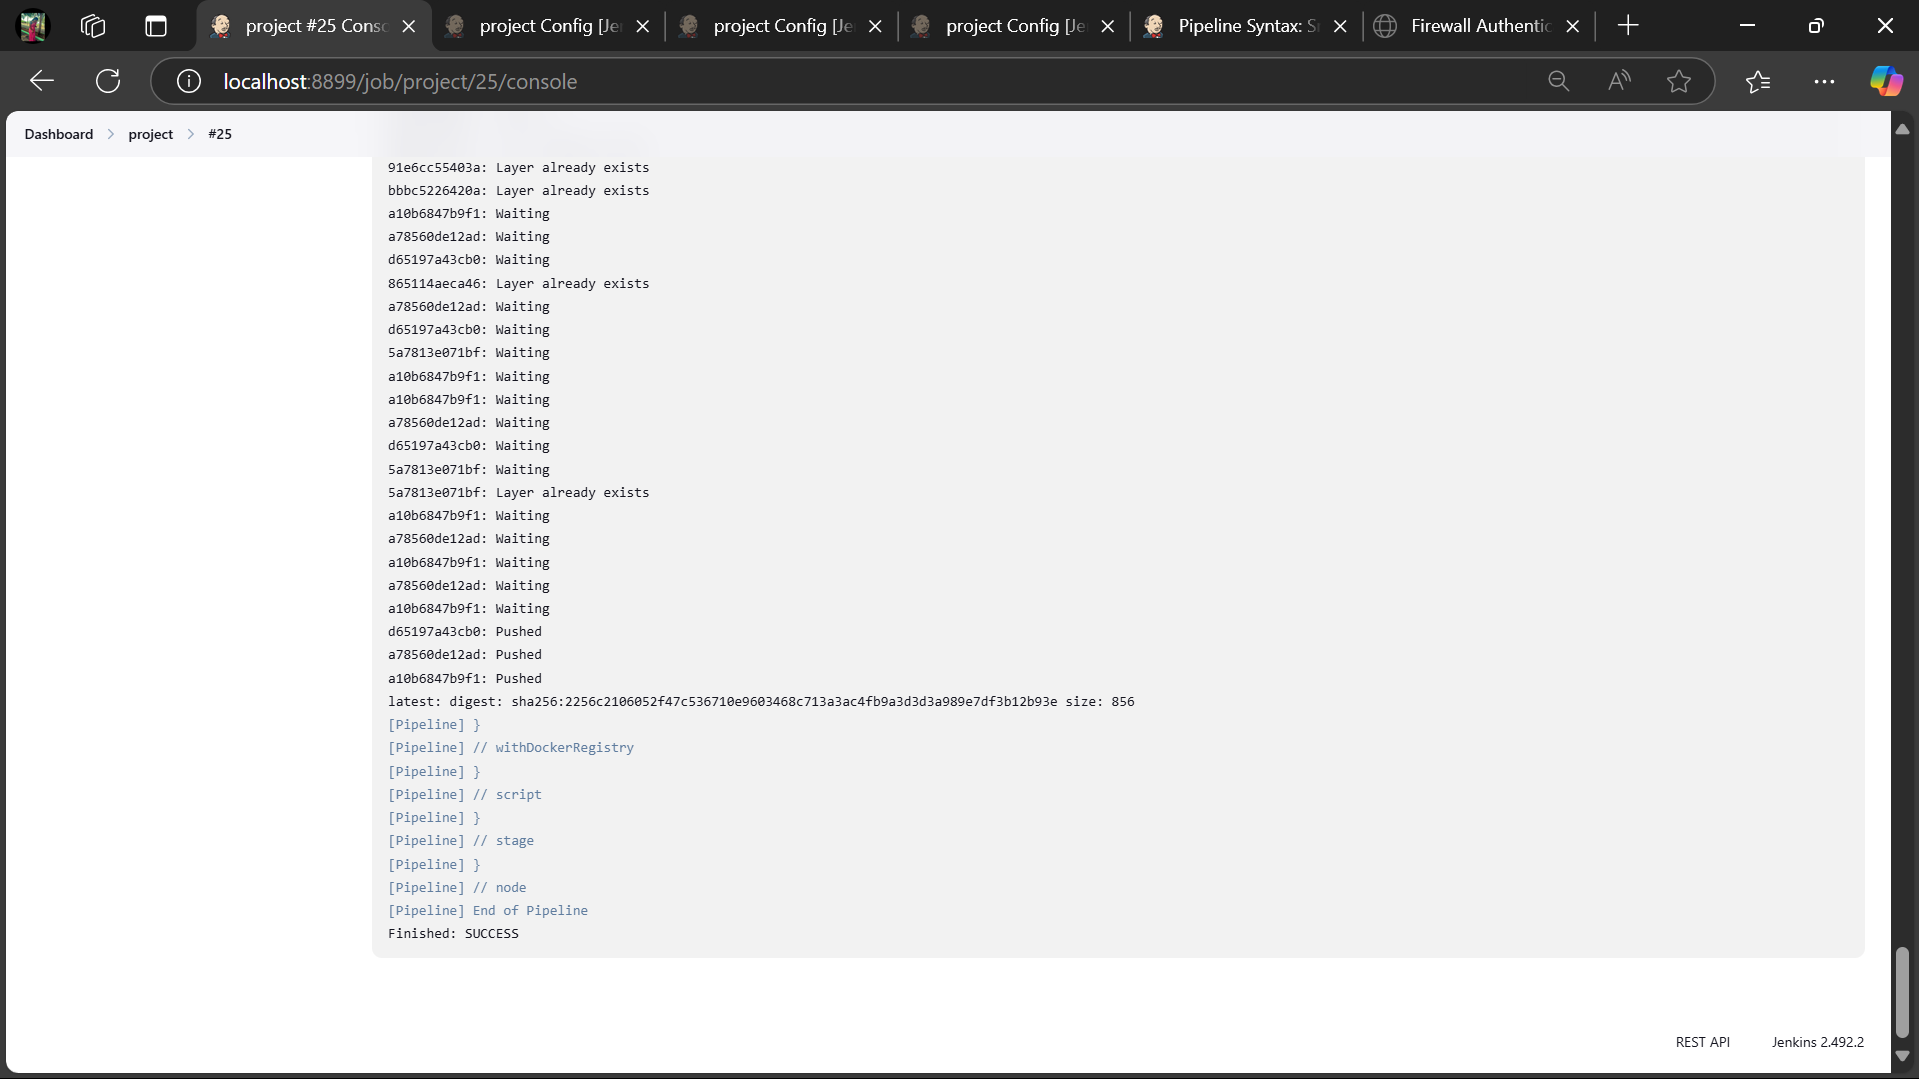 project #25 Conso
project Config [Je
project Config [Je
project Config [Je
Pipeline Syntax: S
Firewall Authentic
localhost:8899/job/project/25/console
Dashboard > project > #25
91e6cc55403a: Layer already exists
bbbc5226420a: Layer already exists
a10b6847b9f1: Waiting
a78560de12ad: Waiting
d65197a43cb0: Waiting
865114aeca46: Layer already exists
a78560de12ad: Waiting
d65197a43cb0: Waiting
5a7813e071bf: Waiting
a10b6847b9f1: Waiting
a10b6847b9f1: Waiting
a78560de12ad: Waiting
d65197a43cb0: Waiting
5a7813e071bf: Waiting
5a7813e071bf: Layer already exists
a10b6847b9f1: Waiting
a78560de12ad: Waiting
a10b6847b9f1: Waiting
a78560de12ad: Waiting
a10b6847b9f1: Waiting
d65197a43cb0: Pushed
a78560de12ad: Pushed
a10b6847b9f1: Pushed
latest: digest: sha256:2256c2106052f47c536710e9603468c713a3ac4fb9a3d3d3a989e7df3b12b93e size: 856
[Pipeline] }
[Pipeline] // withDockerRegistry
[Pipeline] }
[Pipeline] // script
[Pipeline] }
[Pipeline] // stage
[Pipeline] }
[Pipeline] // node
[Pipeline] End of Pipeline
Finished: SUCCESS
REST API
Jenkins 2.492.2